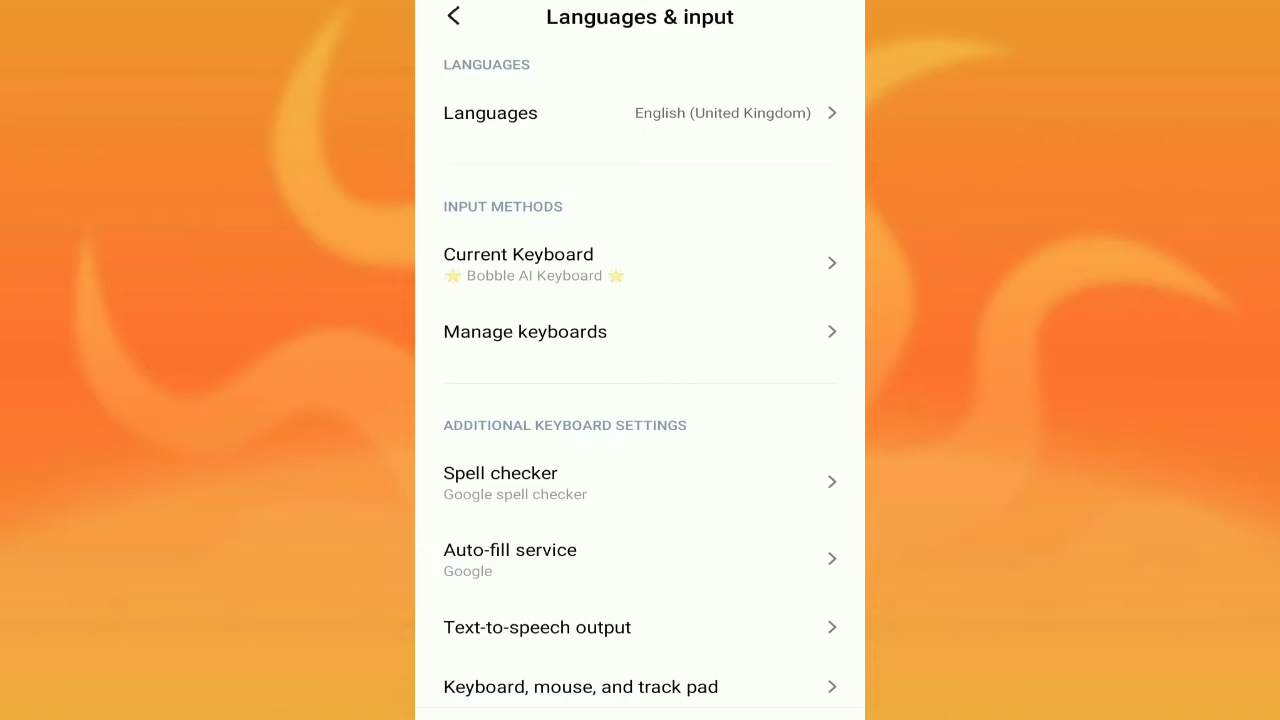 Languages & input
LANGUAGES
Languages English (United Kingdom)
INPUT METHODS
Current Keyboard
🌟 Bobble AI Keyboard 🌟
Manage keyboards
ADDITIONAL KEYBOARD SETTINGS
Spell checker
Google spell checker
Auto-fill service
Google
Text-to-speech output
Keyboard, mouse, and track pad